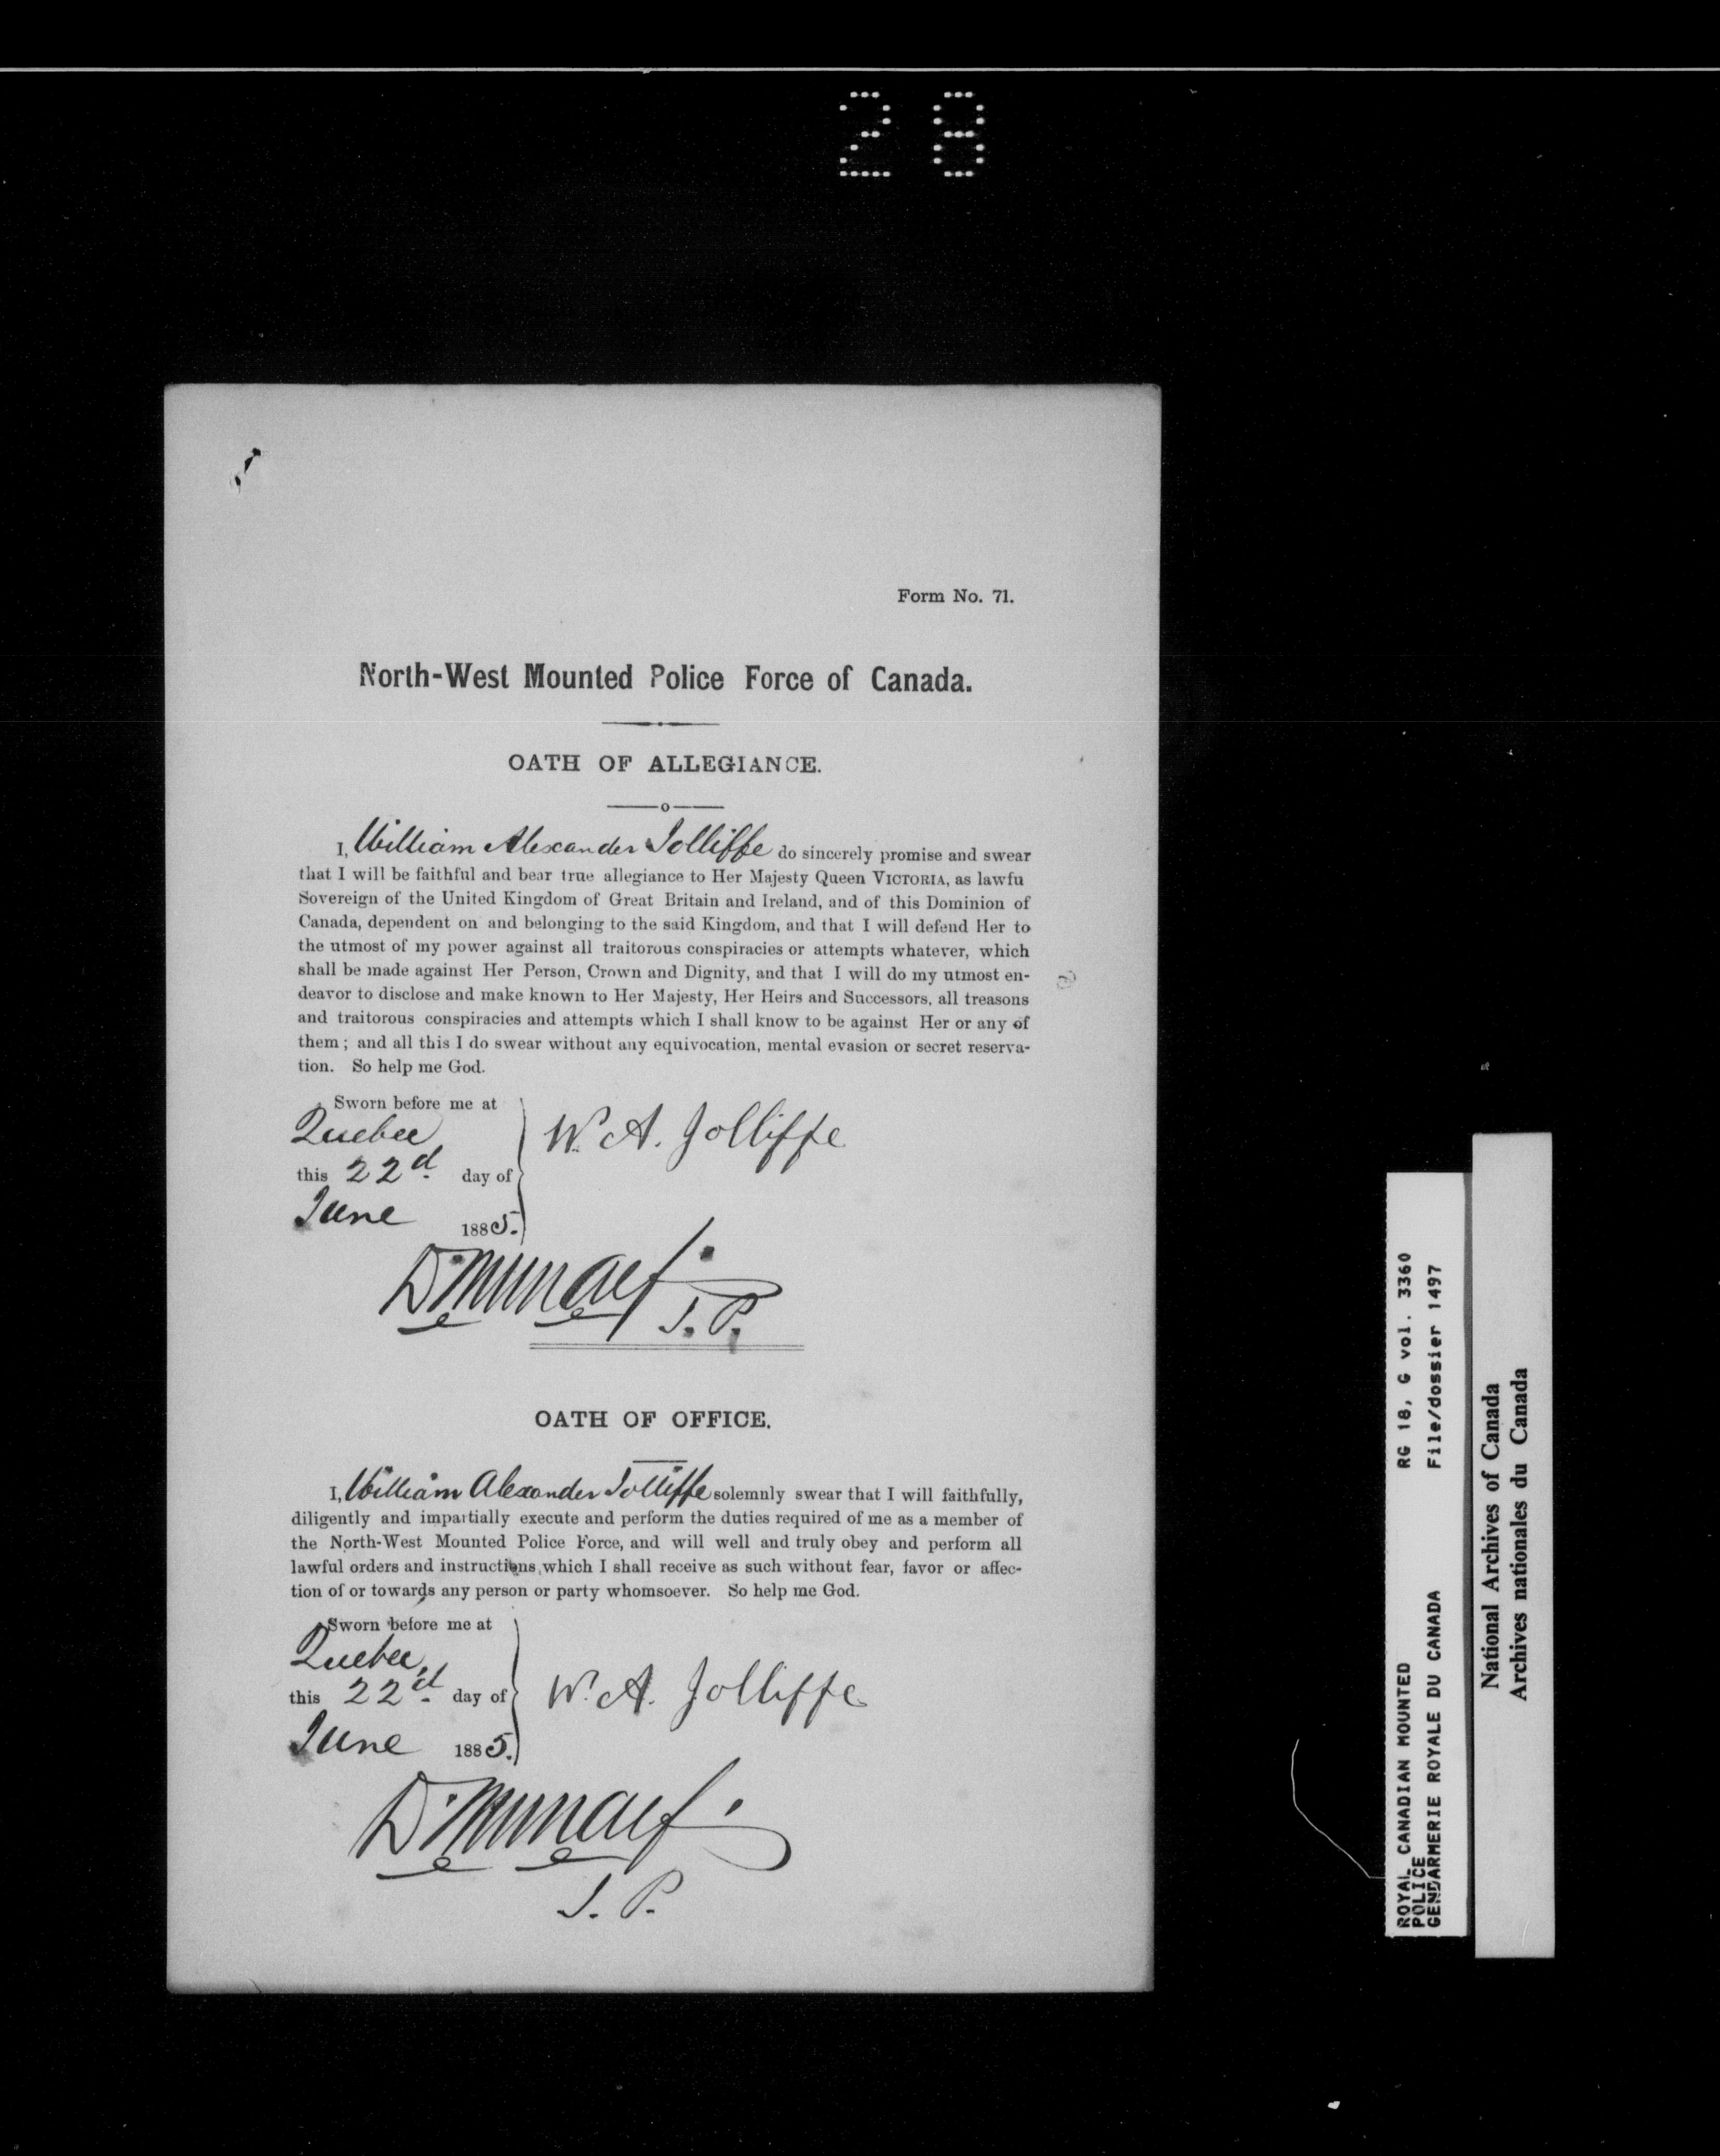 28
Form No. 71.
North-West Mounted Police Force of Canada.
OATH OF ALLEGIANCE.
I, William Alexander Jolliffe do sincerely promise and swear
that I will be faithful and bear true allegiance to Her Majesty Queen VICTORIA, as lawfu
Sovereign of the United Kingdom of Great Britain and Ireland, and of this Dominion of
Canada, dependent on and belonging to the said Kingdom, and that I will defend Her to
the utmost of my power against all traitorous conspiracies or attempts whatever, which
shall be made against Her Person, Crown and Dignity, and that I will do my utmost en-
deavor to disclose and make known to Her Majesty, Her Heirs and Successors, all treasons
and traitorous conspiracies and attempts which I shall know to be against Her or any of
them ; and all this I do swear without any equivocation, mental evasion or secret reserva-
tion. So help me God.
Sworn before me at
Quebec
this 22d day of
June 1885.
W. A. Jolliffe
J. P.
OATH OF OFFICE.
I, William Alexander Jolliffe solemnly swear that I will faithfully,
diligently and impartially execute and perform the duties required of me as a member of
the North-West Mounted Police Force, and will well and truly obey and perform all
lawful orders and instructions which I shall receive as such without fear, favor or affec-
tion of or towards any person or party whomsoever. So help me God.
Sworn before me at
Quebec,
this 22d day of
June 1885.
W. A. Jolliffe
J. P.
ROYAL CANADIAN MOUNTED
POLICE
GENDARMERIE ROYALE DU CANADA
RG 18, G vol. 3360
File/dossier 1497
National Archives of Canada
Archives nationales du Canada